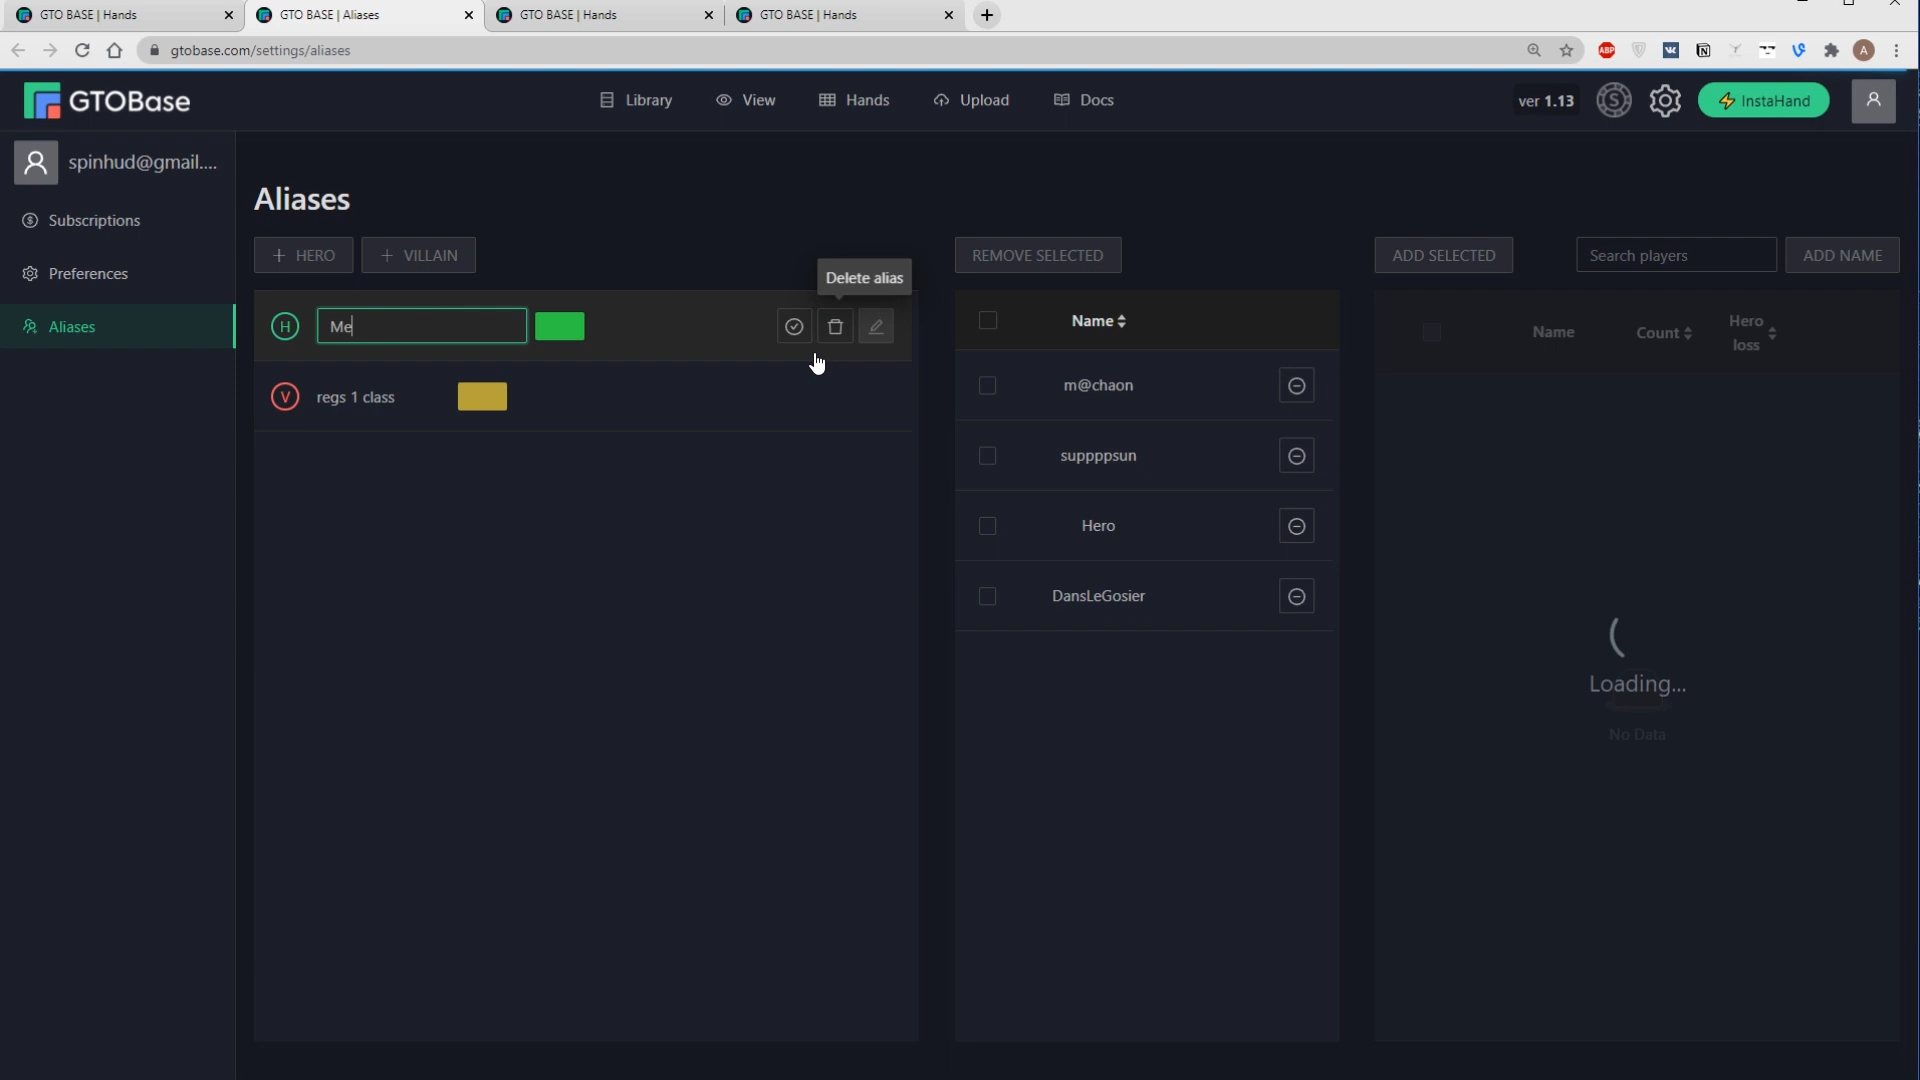 GTO BASE | Hands
GTO BASE | Aliases
GTO BASE | Hands
GTO BASE | Hands
gtobase.com/settings/aliases
ABP
A
GTOBase
Library
View
Hands
Upload
Docs
ver 1.13
InstaHand
spinhud@gmail....
Subscriptions
Preferences
Aliases
Aliases
+ HERO
+ VILLAIN
REMOVE SELECTED
ADD SELECTED
Search players
ADD NAME
Delete alias
H
Me
V
regs 1 class
Name
m@chaon
suppppsun
Hero
DansLeGosier
Name
Count
Hero
loss
Loading...
No Data